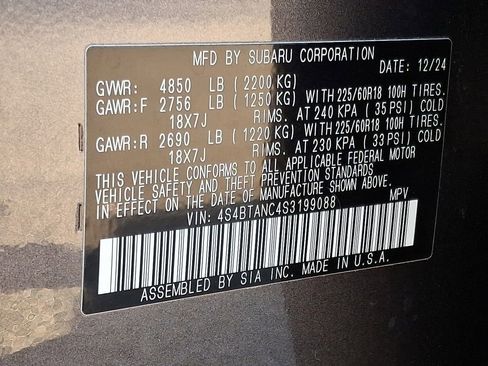 MFD BY SUBARU CORPORATION
DATE: 12/24
GVWR: 4850 LB (2200 KG)
GAWR:F 2756 LB (1250 KG) WITH 225/60R18 100H TIRES.
18X7J RIMS. AT 240 KPA (35 PSI) COLD
GAWR:R 2690 LB (1220 KG) WITH 225/60R18 100H TIRES.
18X7J RIMS. AT 230 KPA (33 PSI) COLD
THIS VEHICLE CONFORMS TO ALL APPLICABLE FEDERAL MOTOR
VEHICLE SAFETY AND THEFT PREVENTION STANDARDS
IN EFFECT ON THE DATE OF MANUFACTURE SHOWN ABOVE.
VIN: 4S4BTANC4S3199088 MPV
ASSEMBLED BY SIA INC. MADE IN U.S.A.